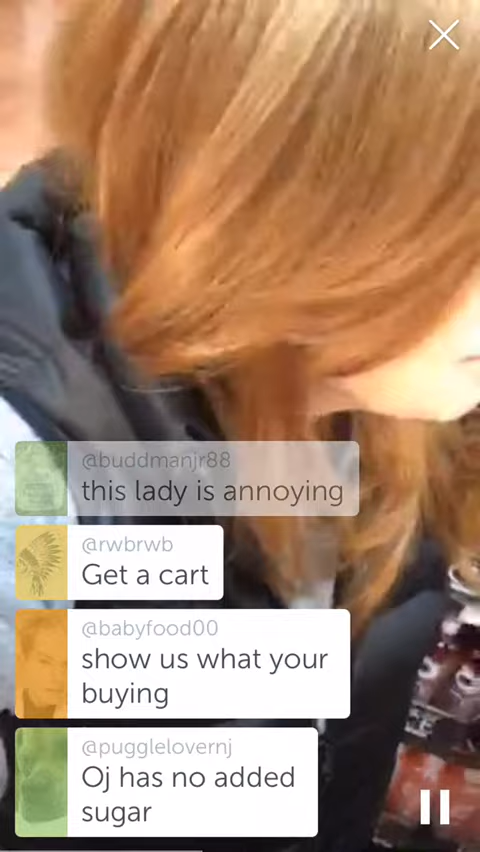 @buddmanjr88
this lady is annoying
@rwbrwb
Get a cart
@babyfood00
show us what your
buying
@pugglelovernj
Oj has no added
sugar